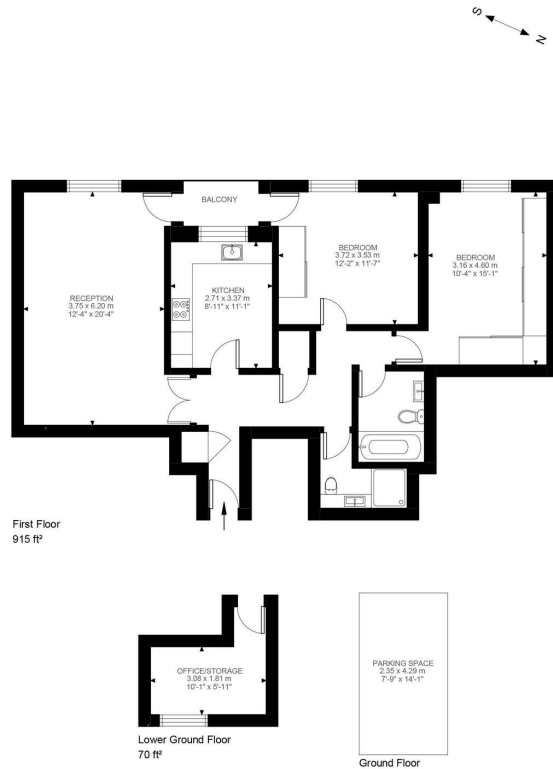 S
N
BALCONY
RECEPTION
3.75 x 6.20 m
12'-4" x 20'-4"
KITCHEN
2.71 x 3.37 m
8'-11" x 11'-1"
BEDROOM
3.72 x 3.53 m
12'-2" x 11'-7"
BEDROOM
3.16 x 4.60 m
10'-4" x 15'-1"
First Floor
915 ft²
OFFICE/STORAGE
3.08 x 1.81 m
10'-1" x 5'-11"
Lower Ground Floor
70 ft²
PARKING SPACE
2.35 x 4.29 m
7'-9" x 14'-1"
Ground Floor